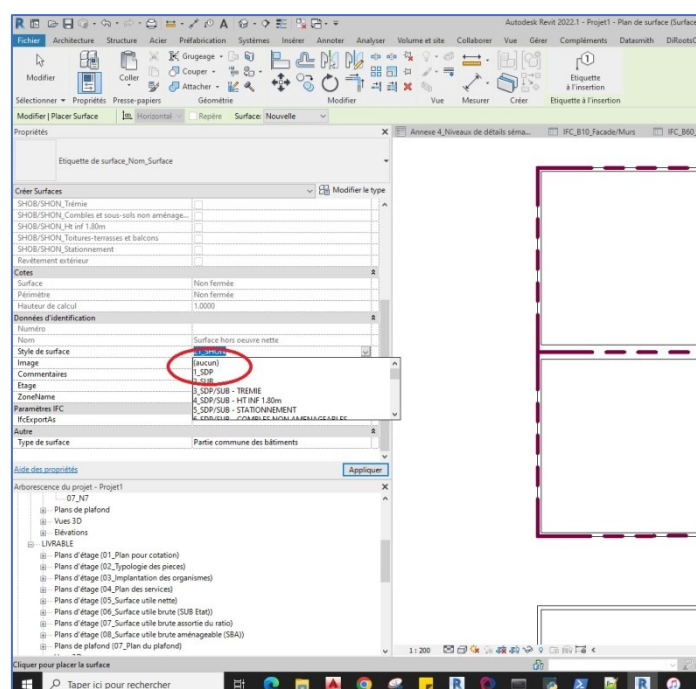 Autodesk Revit 2022.1 - Projet1 - Plan de surface (Surface
Fichier Architecture Structure Acier Préfabrication Systèmes Insérer Annoter Analyser Volume et site Collaborer Vue Gérer Compléments Datasmith DiRootsO
Modifier Coller Grugeage Couper Attacher Etiquette à l'insertion
Sélectionner Propriétés Presse-papiers Géométrie Modifier Vue Mesurer Créer Etiquette à l'insertion
Modifier | Placer Surface Horizontal Repère Surface: Nouvelle
Propriétés
Annexe 4_Niveaux de détails séma... IFC_B10_Facade/Murs
Etiquette de surface_Nom_Surface
Créer Surfaces Modifier le type
SHOB/SHON_Trémie
SHOB/SHON_Combles et sous-sols non aménage...
SHOB/SHON_Ht inf 1.80m
SHOB/SHON_Toitures-terrasses et balcons
SHOB/SHON_Stationnement
Revêtement extérieur
Cotes
Surface Non fermée
Périmètre Non fermée
Hauteur de calcul 1.0000
Données d'identification
Numéro
Nom Surface hors oeuvre nette
Style de surface
Image (aucun)
Commentaires 1_SDP
2_SUB
Etage 3_SDP/SUB - TREMIE
ZoneName 4_SDP/SUB - HT INF 1.80m
Paramètres IFC 5_SDP/SUB - STATIONNEMENT
IfcExportAs 6_SDP/SUB - COMBLES NON AMENAGEABLES
Autre
Type de surface Partie commune des bâtiments
Aide des propriétés Appliquer
Arborescence du projet - Projet1
07_N7
Plans de plafond
Vues 3D
Elévations
LIVRABLE
Plans d'étage (01_Plan pour cotation)
Plans d'étage (02_Typologie des pieces)
Plans d'étage (03_Implantation des organismes)
Plans d'étage (04_Plan des services)
Plans d'étage (05_Surface utile nette)
Plans d'étage (06_Surface utile brute (SUB Etat))
Plans d'étage (07_Surface utile brute assortie du ratio)
Plans d'étage (08_Surface utile brute aménageable (SBA))
Plans de plafond (07_Plan du plafond)
1 : 200
Cliquer pour placer la surface
Taper ici pour rechercher